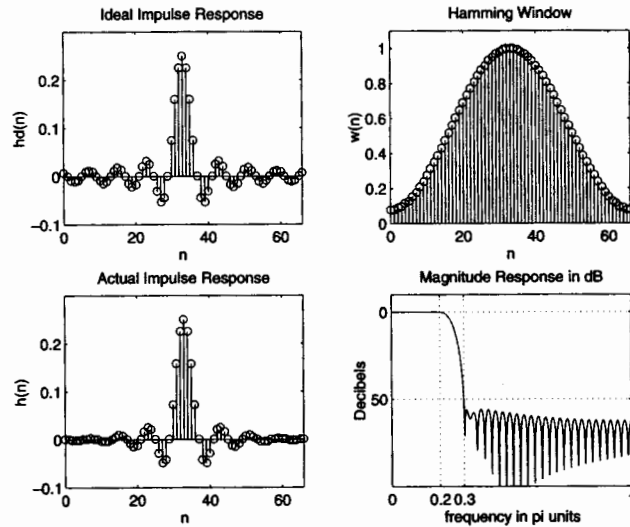 Ideal Impulse Response
0.2
0.1
0
−0.1
hd(n)
0 20 40 60
n
Hamming Window
1
0.8
0.6
0.4
0.2
0
w(n)
0 20 40 60
n
Actual Impulse Response
0.2
0.1
0
−0.1
h(n)
0 20 40 60
n
Magnitude Response in dB
0
50
Decibels
0 0.2 0.3 1
frequency in pi units